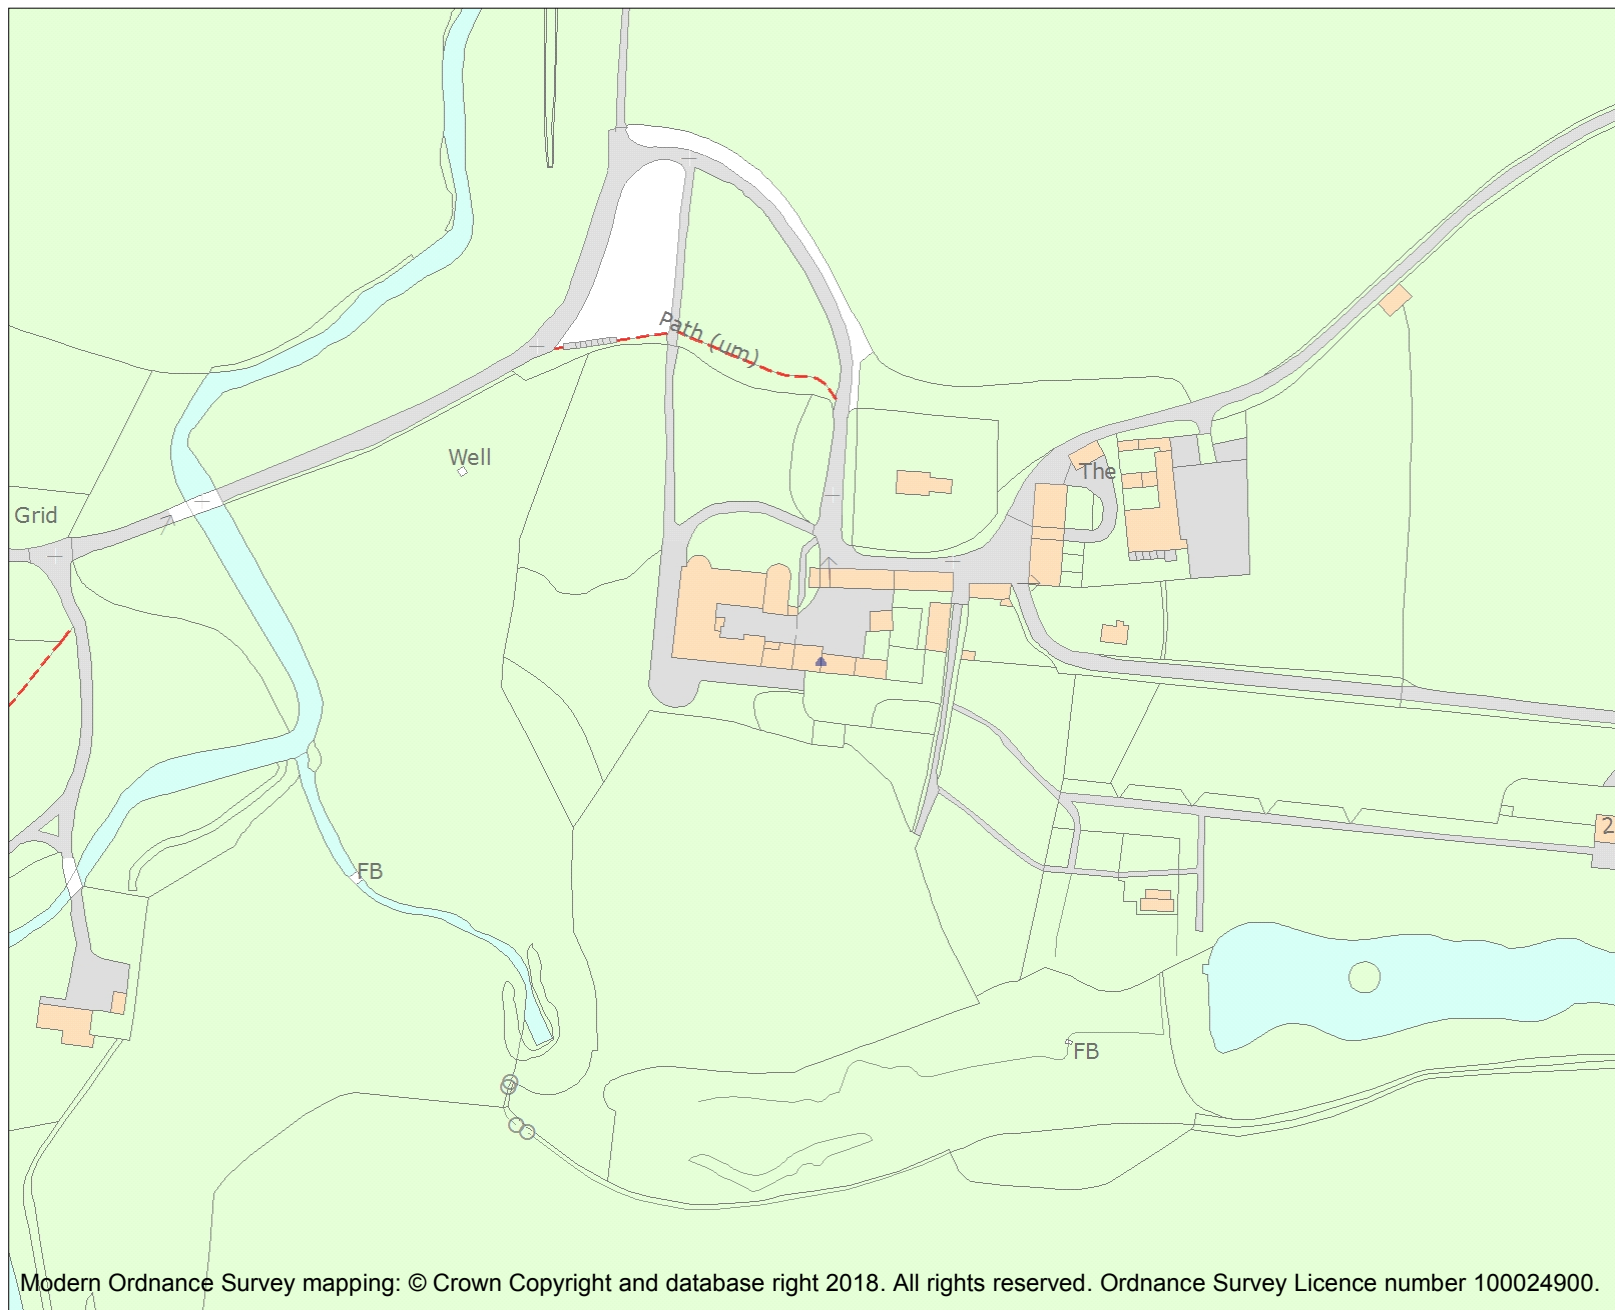 Path (um)
Well
The
Grid
2
FB
FB
Modern Ordnance Survey mapping: © Crown Copyright and database right 2018. All rights reserved. Ordnance Survey Licence number 100024900.